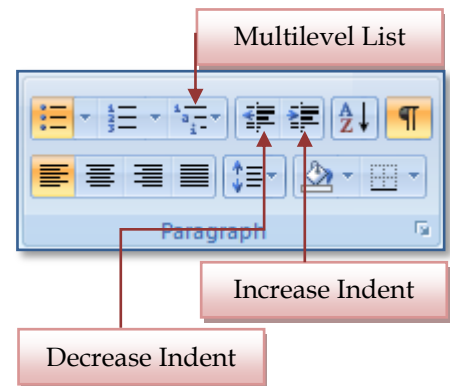 Multilevel List
Paragraph
Increase Indent
Decrease Indent